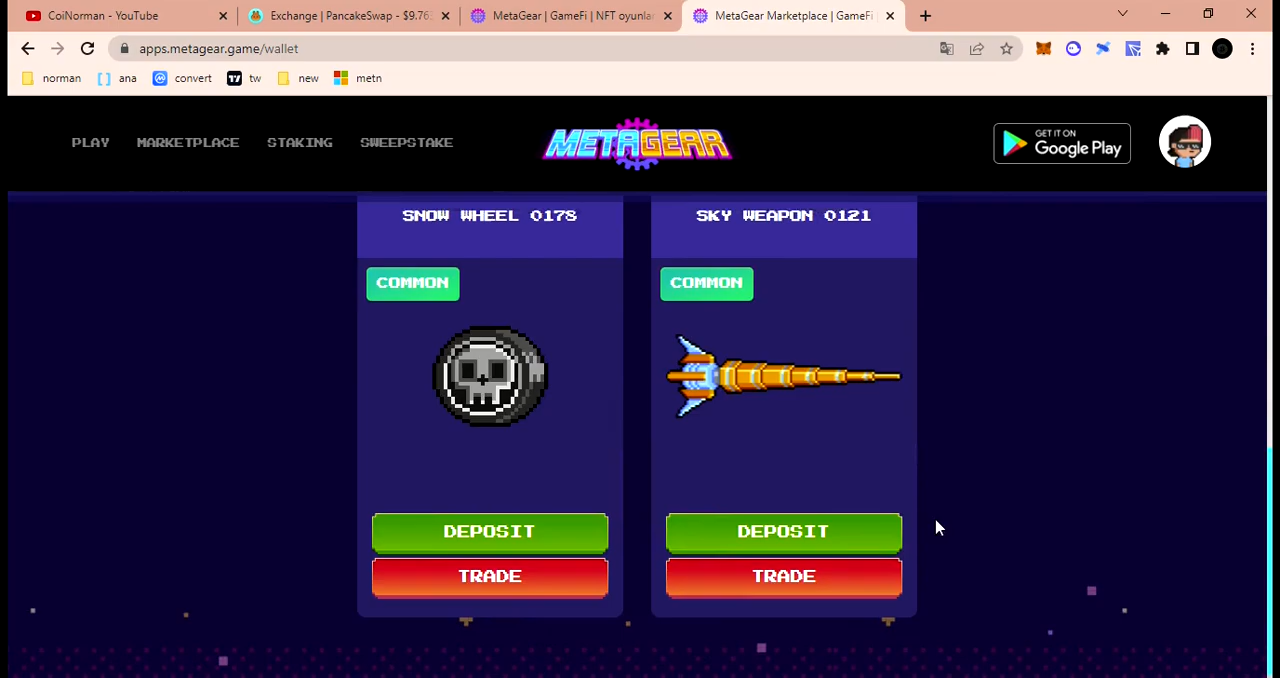 CoiNorman - YouTube
Exchange | PancakeSwap - $9.76
MetaGear | GameFi | NFT oyunlar
MetaGear Marketplace | GameFi |
apps.metagear.game/wallet
norman
ana
convert
tw
new
metn
PLAY
MARKETPLACE
STAKING
SWEEPSTAKE
METAGEAR
GET IT ON
Google Play
SNOW WHEEL 0178
SKY WEAPON 0121
COMMON
COMMON
DEPOSIT
DEPOSIT
TRADE
TRADE